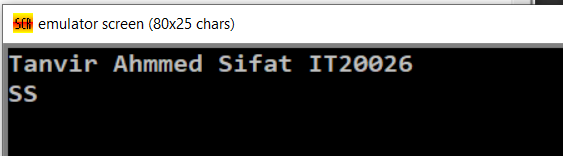 emulator screen (80x25 chars)
Tanvir Ahmmed Sifat IT20026
SS